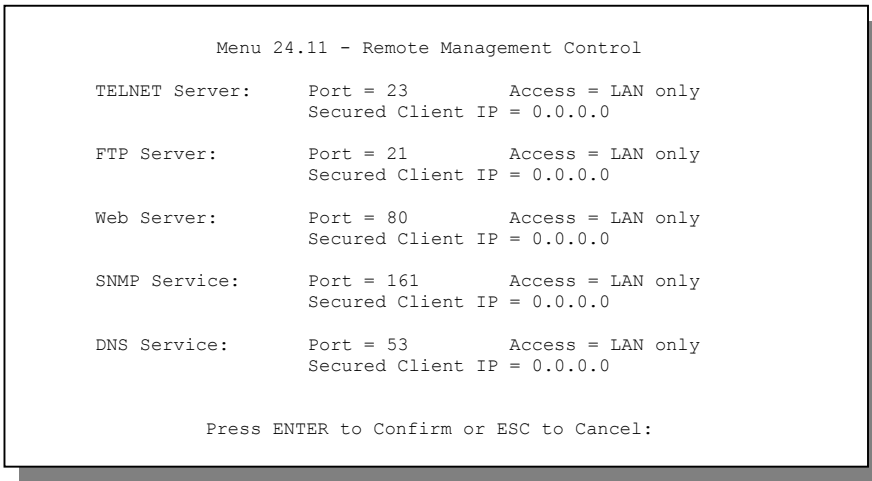 Menu 24.11 - Remote Management Control
TELNET Server: Port = 23 Access = LAN only
Secured Client IP = 0.0.0.0
FTP Server: Port = 21 Access = LAN only
Secured Client IP = 0.0.0.0
Web Server: Port = 80 Access = LAN only
Secured Client IP = 0.0.0.0
SNMP Service: Port = 161 Access = LAN only
Secured Client IP = 0.0.0.0
DNS Service: Port = 53 Access = LAN only
Secured Client IP = 0.0.0.0
Press ENTER to Confirm or ESC to Cancel: